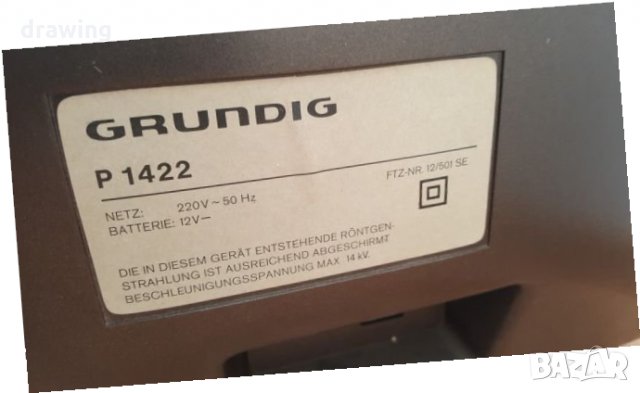 drawing
GRUNDIG
P 1422
FTZ-NR. 12/501 SE
NETZ: 220V ~ 50 Hz
BATTERIE: 12V ⎓
DIE IN DIESEM GERÄT ENTSTEHENDE RÖNTGEN-
STRAHLUNG IST AUSREICHEND ABGESCHIRMT
BESCHLEUNIGUNGSSPANNUNG MAX. 14 kV.
BAZAR